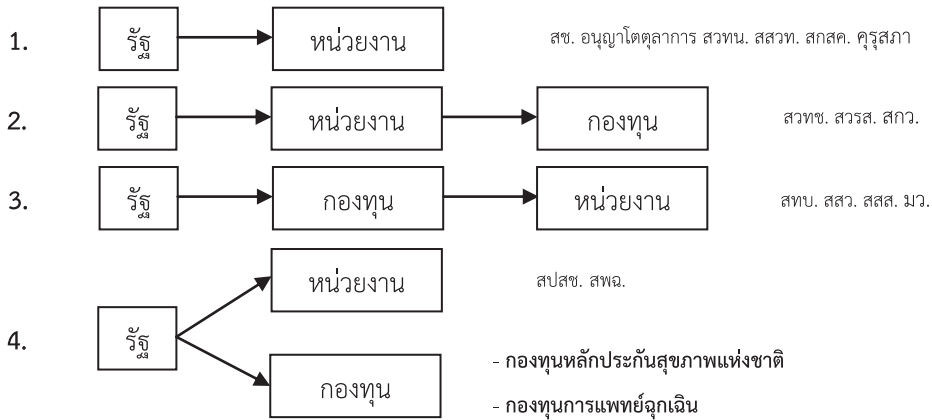 1. รัฐ หน่วยงาน สช. อนุญาโตตุลาการ สวทน. สสวท. สกสค. คุรุสภา
2. รัฐ หน่วยงาน กองทุน สวทช. สวรส. สกว.
3. รัฐ กองทุน หน่วยงาน สทบ. สสว. สสส. มว.
หน่วยงาน สปสช. สพฉ.
4. รัฐ
- กองทุนหลักประกันสุขภาพแห่งชาติ
กองทุน
- กองทุนการแพทย์ฉุกเฉิน